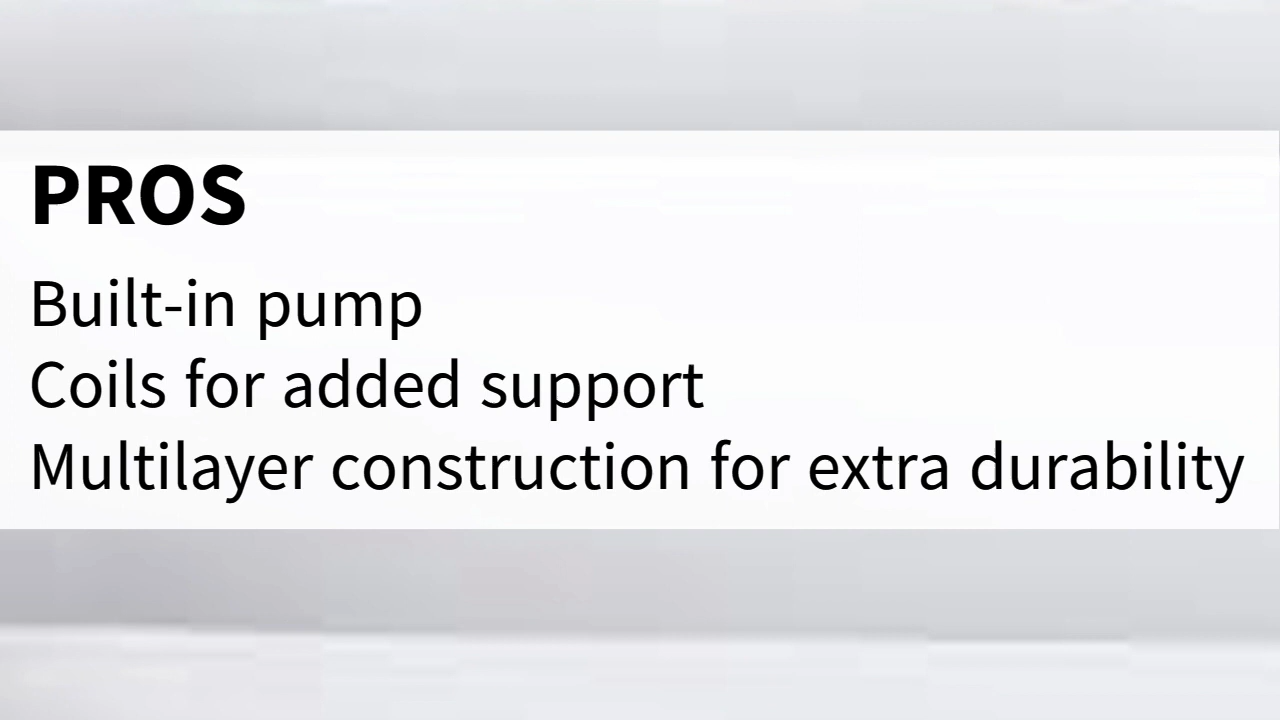 PROS
Built-in pump
Coils for added support
Multilayer construction for extra durability